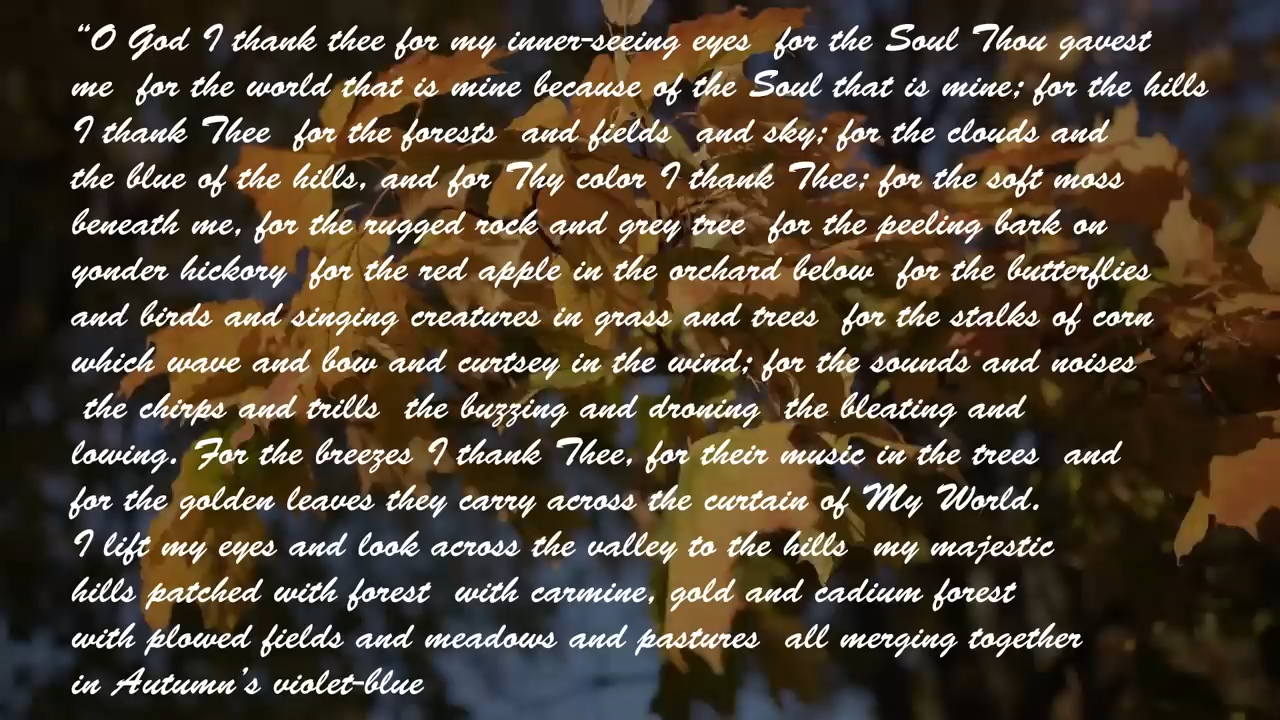 “O God I thank thee for my inner-seeing eyes for the Soul Thou gavest
me for the world that is mine because of the Soul that is mine; for the hills
I thank Thee for the forests and fields and sky; for the clouds and
the blue of the hills, and for Thy color I thank Thee; for the soft moss
beneath me, for the rugged rock and grey tree for the peeling bark on
yonder hickory for the red apple in the orchard below for the butterflies
and birds and singing creatures in grass and trees for the stalks of corn
which wave and bow and curtsey in the wind; for the sounds and noises
the chirps and trills the buzzing and droning the bleating and
lowing. For the breezes I thank Thee, for their music in the trees and
for the golden leaves they carry across the curtain of My World.
I lift my eyes and look across the valley to the hills my majestic
hills patched with forest with carmine, gold and cadium forest
with plowed fields and meadows and pastures all merging together
in Autumn’s violet-blue